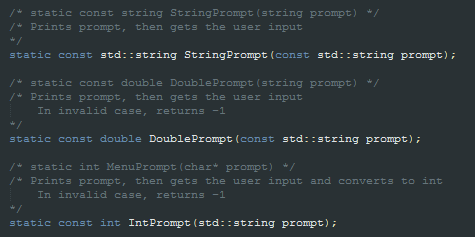 /* static const string StringPrompt(string prompt) */
/* Prints prompt, then gets the user input
*/
static const std::string StringPrompt(const std::string prompt);
/* static const double DoublePrompt(string prompt) */
/* Prints prompt, then gets the user input
In invalid case, returns -1
*/
static const double DoublePrompt(const std::string prompt);
/* static int MenuPrompt(char* prompt) */
/* Prints prompt, then gets the user input and converts to int
In invalid case, returns -1
*/
static const int IntPrompt(std::string prompt);